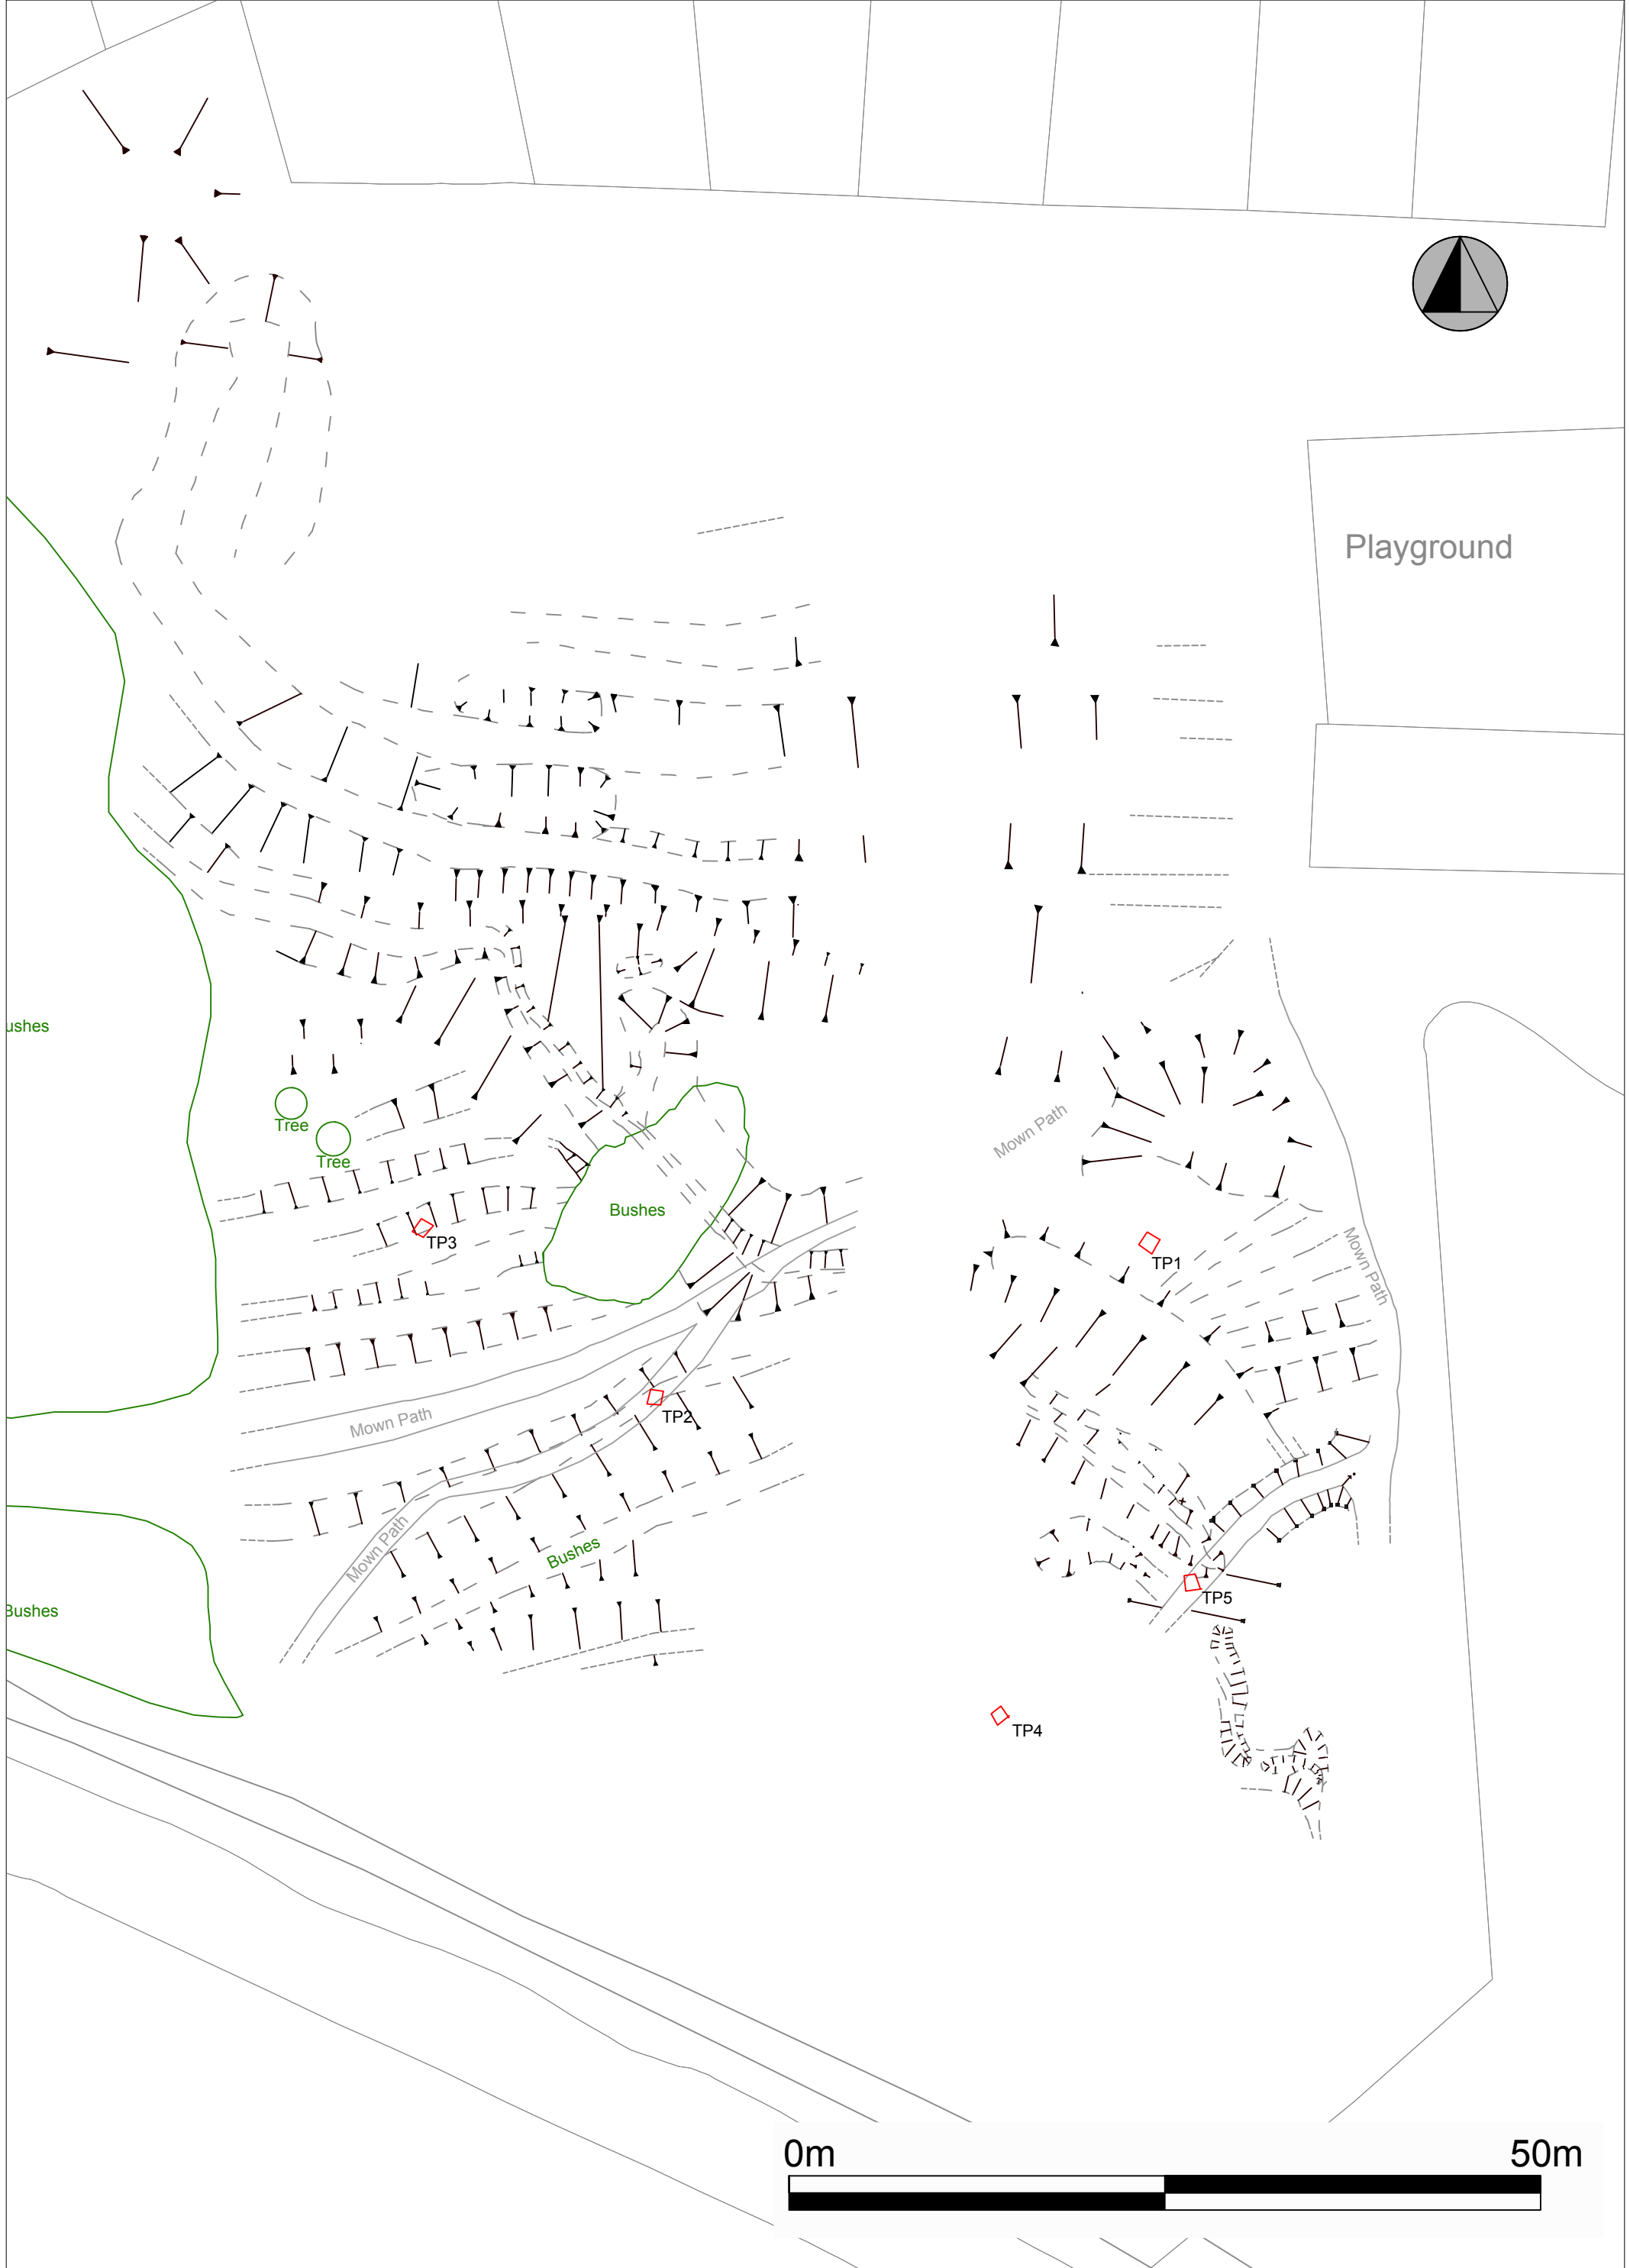 Playground
ushes
Tree
Tree
Mown Path
Bushes
TP3
TP1
Mown Path
TP2
Mown Path
Mown Path
Bushes
Bushes
TP5
TP4
0m 50m